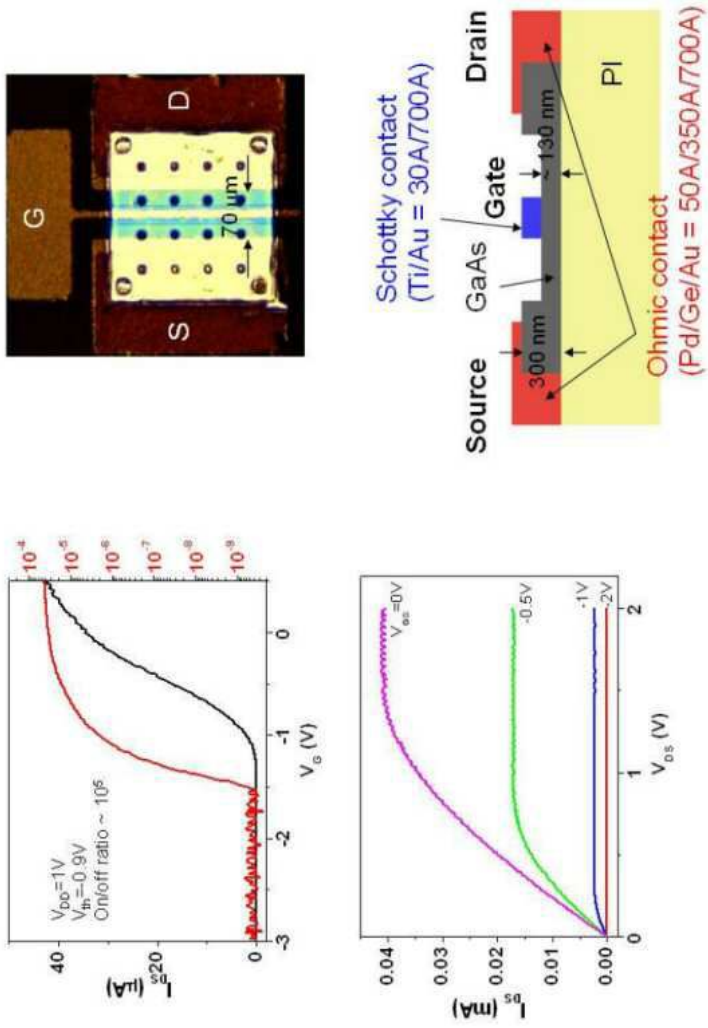 V_DD=1V
V_th=-0.9V
On/off ratio ~ 10^5
I_DS (μA)
40
20
0
10^-4
10^-5
10^-6
10^-7
10^-8
10^-9
-3
-2
-1
0
V_G (V)
G
S
D
70 μm
I_DS (mA)
0.04
0.03
0.02
0.01
0.00
V_GS=0V
-0.5V
-1V
-2V
0
1
2
V_DS (V)
Schottky contact
(Ti/Au = 30A/700A)
Source
GaAs
Gate
Drain
300 nm
~ 130 nm
PI
Ohmic contact
(Pd/Ge/Au = 50A/350A/700A)